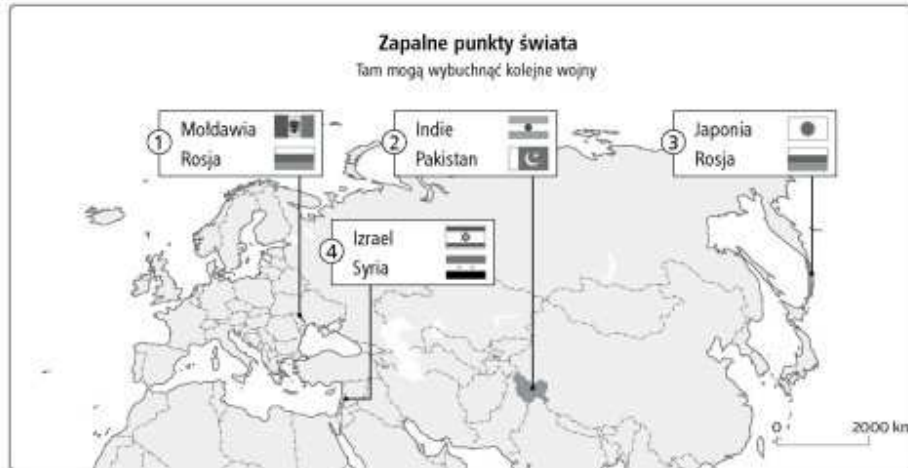 Zapalne punkty świata
Tam mogą wybuchnąć kolejne wojny
1
Mołdawia
Rosja
2
Indie
Pakistan
3
Japonia
Rosja
4
Izrael
Syria
0
2000 km